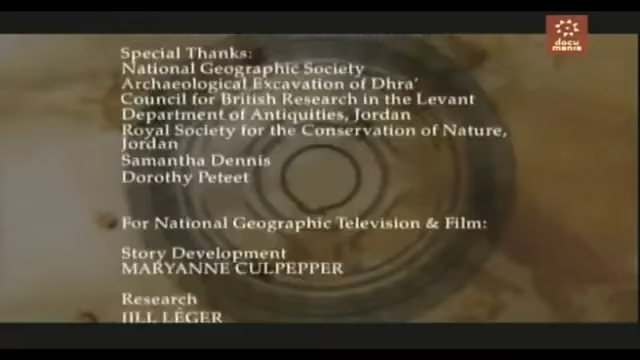 docu
mania
Special Thanks:
National Geographic Society
Archaeological Excavation of Dhra'
Council for British Research in the Levant
Department of Antiquities, Jordan
Royal Society for the Conservation of Nature,
Jordan
Samantha Dennis
Dorothy Peteet
For National Geographic Television & Film:
Story Development
MARYANNE CULPEPPER
Research
JILL LÉGER